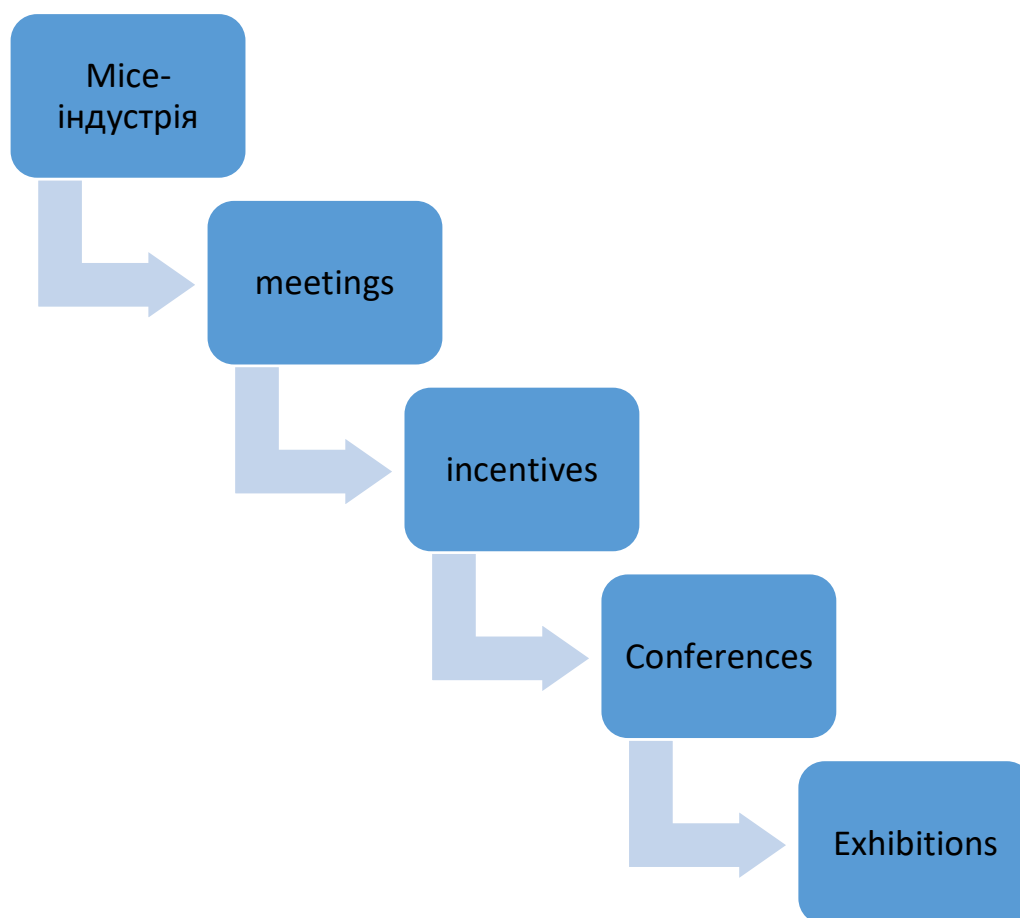 Mice-
індустрія
meetings
incentives
Conferences
Exhibitions